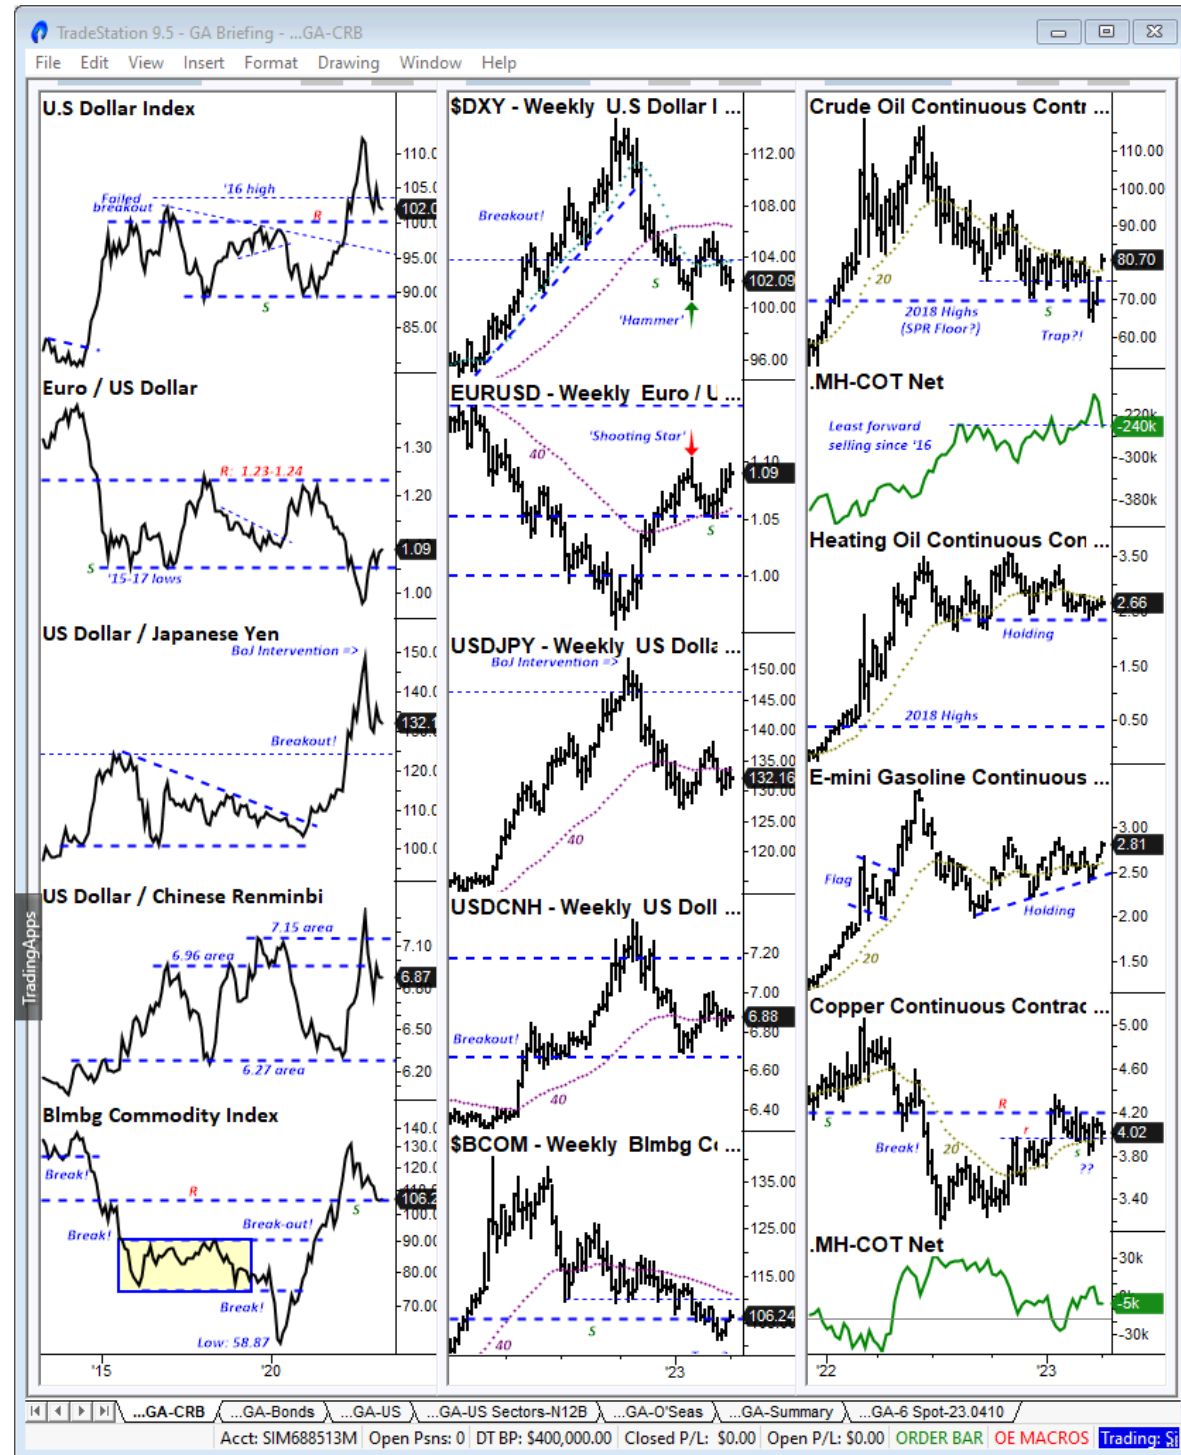 TradeStation 9.5 - GA Briefing - ...GA-CRB
File Edit View Insert Format Drawing Window Help
U.S Dollar Index
110.0
'16 high
Failed
breakout
105.0
R
102.0
100.0
95.00
90.00
S
85.00
Euro / US Dollar
1.30
R: 1.23-1.24
1.20
1.09
S
'15-17 lows
1.00
US Dollar / Japanese Yen
BoJ Intervention =>
150.0
140.0
132.1
Breakout!
120.0
110.0
100.0
US Dollar / Chinese Renminbi
7.15 area
7.10
6.96 area
6.87
6.50
6.27 area
6.20
Blmbg Commodity Index
140.0
130.0
Break!
120.0
R
106.2
S
100.0
Break-out!
Break!
90.00
80.00
Break!
70.00
Low: 58.87
'15 '20
$DXY - Weekly U.S Dollar I ...
112.00
Breakout!
108.00
104.00
S
102.09
100.00
'Hammer'
96.00
EURUSD - Weekly Euro / U ...
'Shooting Star'
40
1.10
1.09
1.05
S
1.00
USDJPY - Weekly US Dolla ...
BoJ Intervention =>
150.00
145.00
140.00
135.00
132.16
130.00
125.00
40
120.00
USDCNH - Weekly US Doll ...
7.20
7.00
6.88
Breakout!
6.80
6.60
40
6.40
$BCOM - Weekly Blmbg Co ...
135.00
125.00
115.00
106.24
S
40
'23
Crude Oil Continuous Contr ...
110.00
100.00
90.00
80.70
20
70.00
2018 Highs
(SPR Floor?)
S
Trap?!
60.00
.MH-COT Net
-220k
Least forward
selling since '16
-240k
-300k
-380k
Heating Oil Continuous Con ...
3.50
2.66
Holding
1.50
2018 Highs
0.50
E-mini Gasoline Continuous ...
3.00
2.81
Flag
2.50
Holding
2.00
20
1.50
Copper Continuous Contrac ...
5.00
4.60
R
4.20
S
r
4.02
Break!
20
s
??
3.80
3.40
.MH-COT Net
30k
-5k
-30k
'22 '23
...GA-CRB ...GA-Bonds ...GA-US ...GA-US Sectors-N12B ...GA-O'Seas ...GA-Summary ...GA-6 Spot-23.0410
Acct: SIM688513M Open Psns: 0 DT BP: $400,000.00 Closed P/L: $0.00 Open P/L: $0.00 ORDER BAR OE MACROS Trading: Si
TradingApps